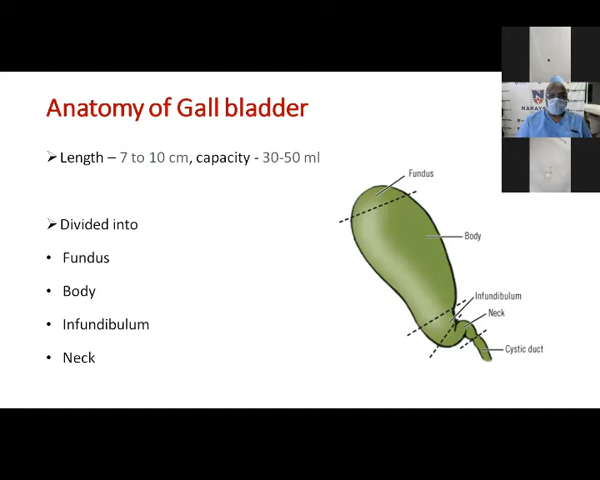 Anatomy of Gall bladder
Length – 7 to 10 cm, capacity - 30-50 ml
Divided into
• Fundus
• Body
• Infundibulum
• Neck
Fundus
Body
Infundibulum
Neck
Cystic duct